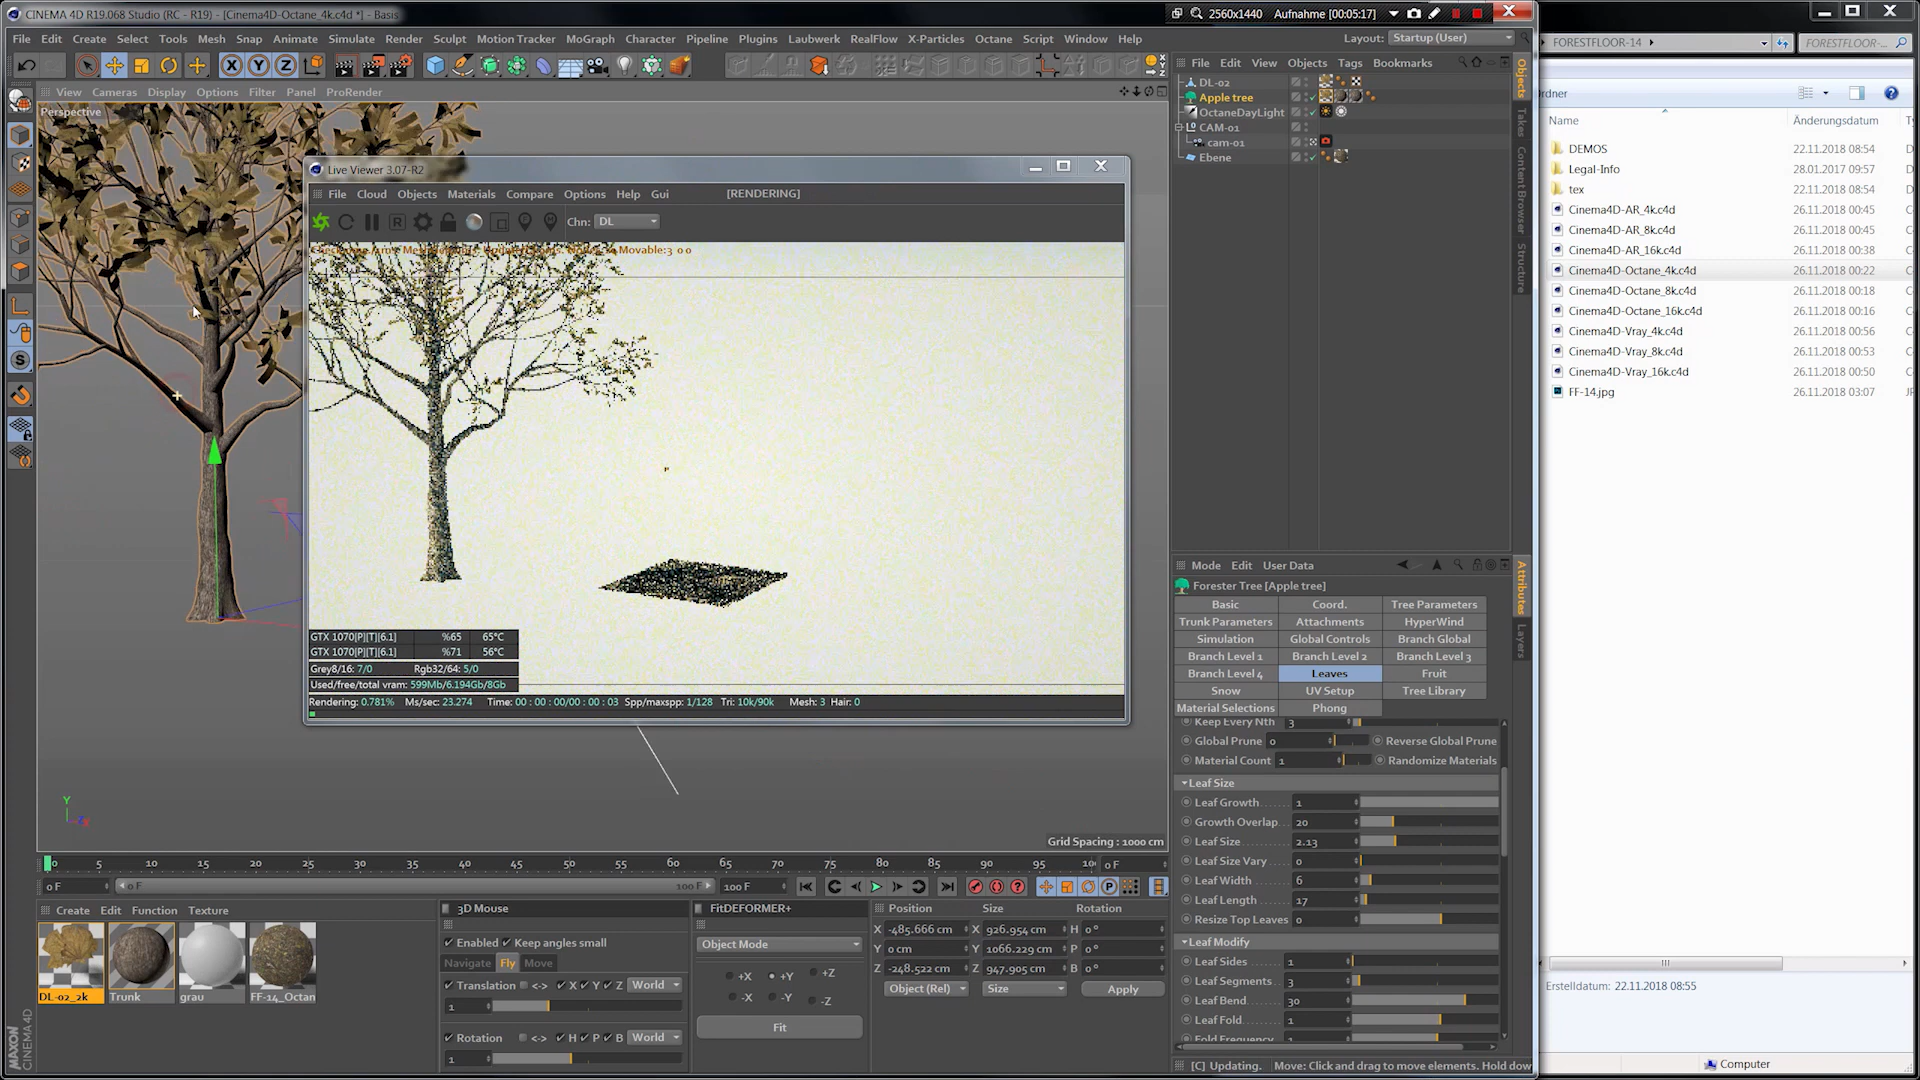 CINEMA 4D R19.068 Studio (RC - R19) - [Cinema4D-Octane_4k.c4d *] - Basis
2560x1440 Aufnahme [00:05:17]
File Edit Create Select Tools Mesh Snap Animate Simulate Render Sculpt Motion Tracker MoGraph Character Pipeline Plugins Laubwerk RealFlow X-Particles Octane Script Window Help
Layout: Startup (User)
FORESTFLOOR-14
FORESTFLOOR-...
X Y Z
View Cameras Display Options Filter Panel ProRender
Perspective
File Edit View Objects Tags Bookmarks
DL-02
Apple tree
OctaneDayLight
CAM-01
cam-01
Ebene
Objects
Takes
Content Browser
Structure
rdner
Name Änderungsdatum
DEMOS 22.11.2018 08:54
Legal-Info 28.01.2017 09:57
tex 22.11.2018 08:54
Cinema4D-AR_4k.c4d 26.11.2018 00:45
Cinema4D-AR_8k.c4d 26.11.2018 00:45
Cinema4D-AR_16k.c4d 26.11.2018 00:38
Cinema4D-Octane_4k.c4d 26.11.2018 00:22
Cinema4D-Octane_8k.c4d 26.11.2018 00:18
Cinema4D-Octane_16k.c4d 26.11.2018 00:16
Cinema4D-Vray_4k.c4d 26.11.2018 00:56
Cinema4D-Vray_8k.c4d 26.11.2018 00:53
Cinema4D-Vray_16k.c4d 26.11.2018 00:50
FF-14.jpg 26.11.2018 03:07
Erstelldatum: 22.11.2018 08:55
Computer
Live Viewer 3.07-R2
File Cloud Objects Materials Compare Options Help Gui [RENDERING]
R Chn: DL
Movable:3 0 0
GTX 1070[P][T][6.1] %65 65°C
GTX 1070[P][T][6.1] %71 56°C
Grey8/16: 7/0 Rgb32/64: 5/0
Used/free/total vram: 599Mb/6.194Gb/8Gb
Rendering: 0.781% Ms/sec: 23.274 Time: 00 : 00 : 00/00 : 00 : 03 Spp/maxspp: 1/128 Tri: 10k/90k Mesh: 3 Hair: 0
Y
Grid Spacing : 1000 cm
Mode Edit User Data
Forester Tree [Apple tree]
Basic Coord. Tree Parameters
Trunk Parameters Attachments HyperWind
Simulation Global Controls Branch Global
Branch Level 1 Branch Level 2 Branch Level 3
Branch Level 4 Leaves Fruit
Snow UV Setup Tree Library
Material Selections Phong
Attributes
Layers
Keep Every Nth 3
Global Prune 0 Reverse Global Prune
Material Count 1 Randomize Materials
Leaf Size
Leaf Growth 1
Growth Overlap 20
Leaf Size 2.13
Leaf Size Vary 0
Leaf Width 6
Leaf Length 17
Resize Top Leaves 0
Leaf Modify
Leaf Sides 1
Leaf Segments 3
Leaf Bend 30
Leaf Fold 1
Fold Frequency
0 5 10 15 20 25 30 35 40 45 50 55 60 65 70 75 80 85 90 95 0 F
0 F 0 F 100 F 100 F
Create Edit Function Texture
DL-02_2k Trunk grau FF-14_Octan
MAXON CINEMA 4D
3D Mouse
Enabled Keep angles small
Navigate Fly Move
Translation <-> X Y Z World
1
Rotation <-> H P B World
1
FitDEFORMER+
Object Mode
+X +Y +Z
-X -Y -Z
Fit
Position Size Rotation
X -485.666 cm X 926.954 cm H 0 °
Y 0 cm Y 1066.229 cm P 0 °
Z -248.522 cm Z 947.905 cm B 0 °
Object (Rel) Size Apply
[C] Updating. Move: Click and drag to move elements. Hold dow